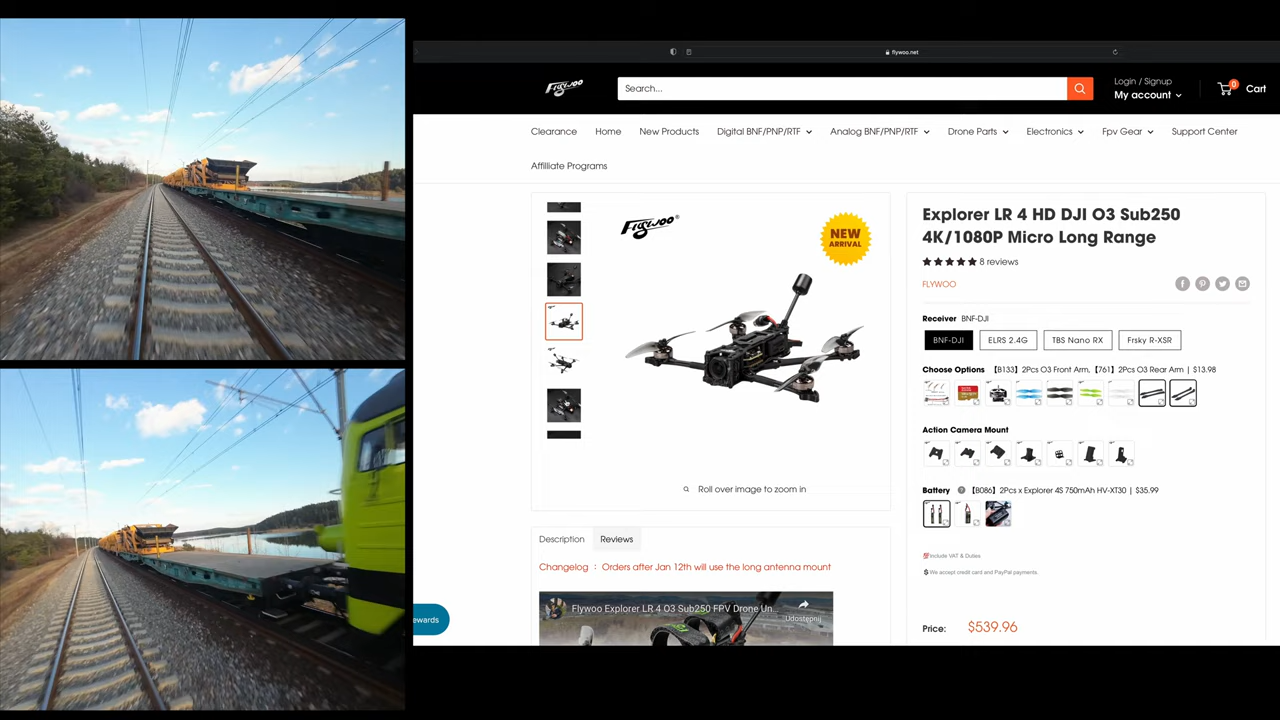 flywoo.net
Flywoo
Search...
Login / Signup
My account
0
Cart
Clearance
Home
New Products
Digital BNF/PNP/RTF
Analog BNF/PNP/RTF
Drone Parts
Electronics
Fpv Gear
Support Center
Affilliate Programs
Flywoo®
NEW
ARRIVAL
Roll over image to zoom in
Explorer LR 4 HD DJI O3 Sub250
4K/1080P Micro Long Range
8 reviews
FLYWOO
Receiver BNF-DJI
BNF-DJI
ELRS 2.4G
TBS Nano RX
Frsky R-XSR
Choose Options 【B133】2Pcs O3 Front Arm,【761】2Pcs O3 Rear Arm | $13.98
Action Camera Mount
Battery 【B086】2Pcs x Explorer 4S 750mAh HV-XT30 | $35.99
💯Include VAT & Duties
💲We accept credit card and PayPal payments.
Price: $539.96
Description
Reviews
Changelog ： Orders after Jan 12th will use the long antenna mount
Flywoo Explorer LR 4 O3 Sub250 FPV Drone Un...
Udostępnij
ewards